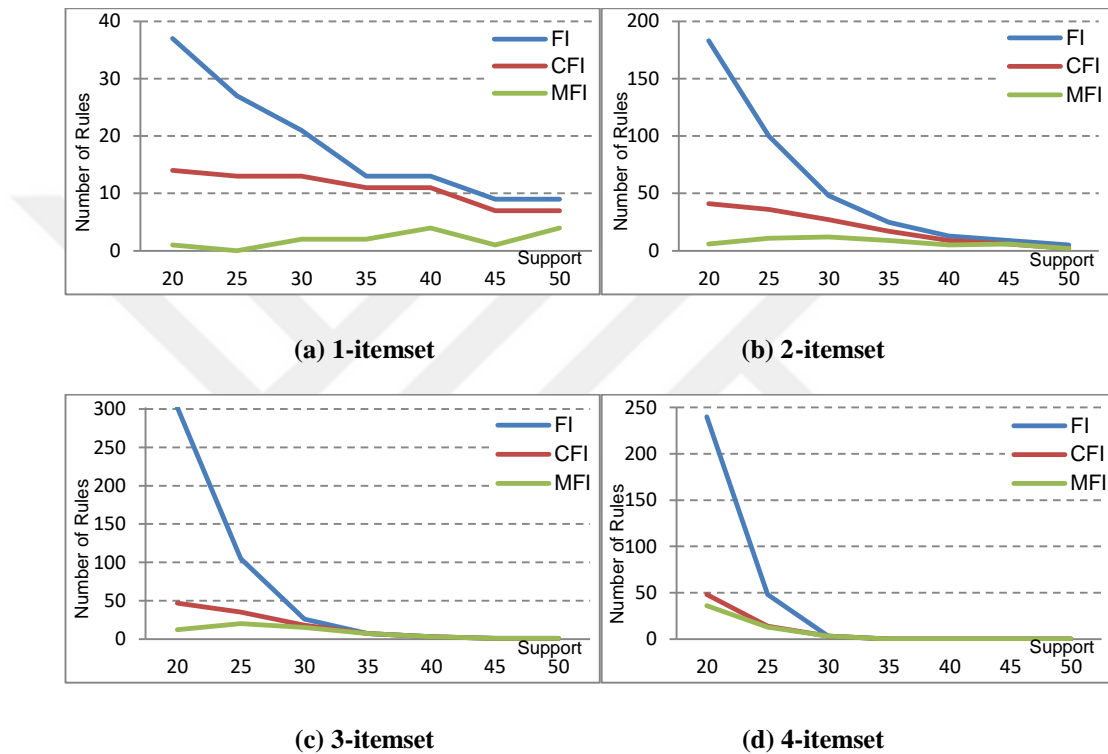 40
30
20
10
0
Number of Rules
FI
CFI
MFI
Support
20 25 30 35 40 45 50
(a) 1-itemset
200
150
100
50
0
Number of Rules
FI
CFI
MFI
Support
20 25 30 35 40 45 50
(b) 2-itemset
300
250
200
150
100
50
0
Number of Rules
FI
CFI
MFI
Support
20 25 30 35 40 45 50
(c) 3-itemset
250
200
150
100
50
0
Number of Rules
FI
CFI
MFI
Support
20 25 30 35 40 45 50
(d) 4-itemset